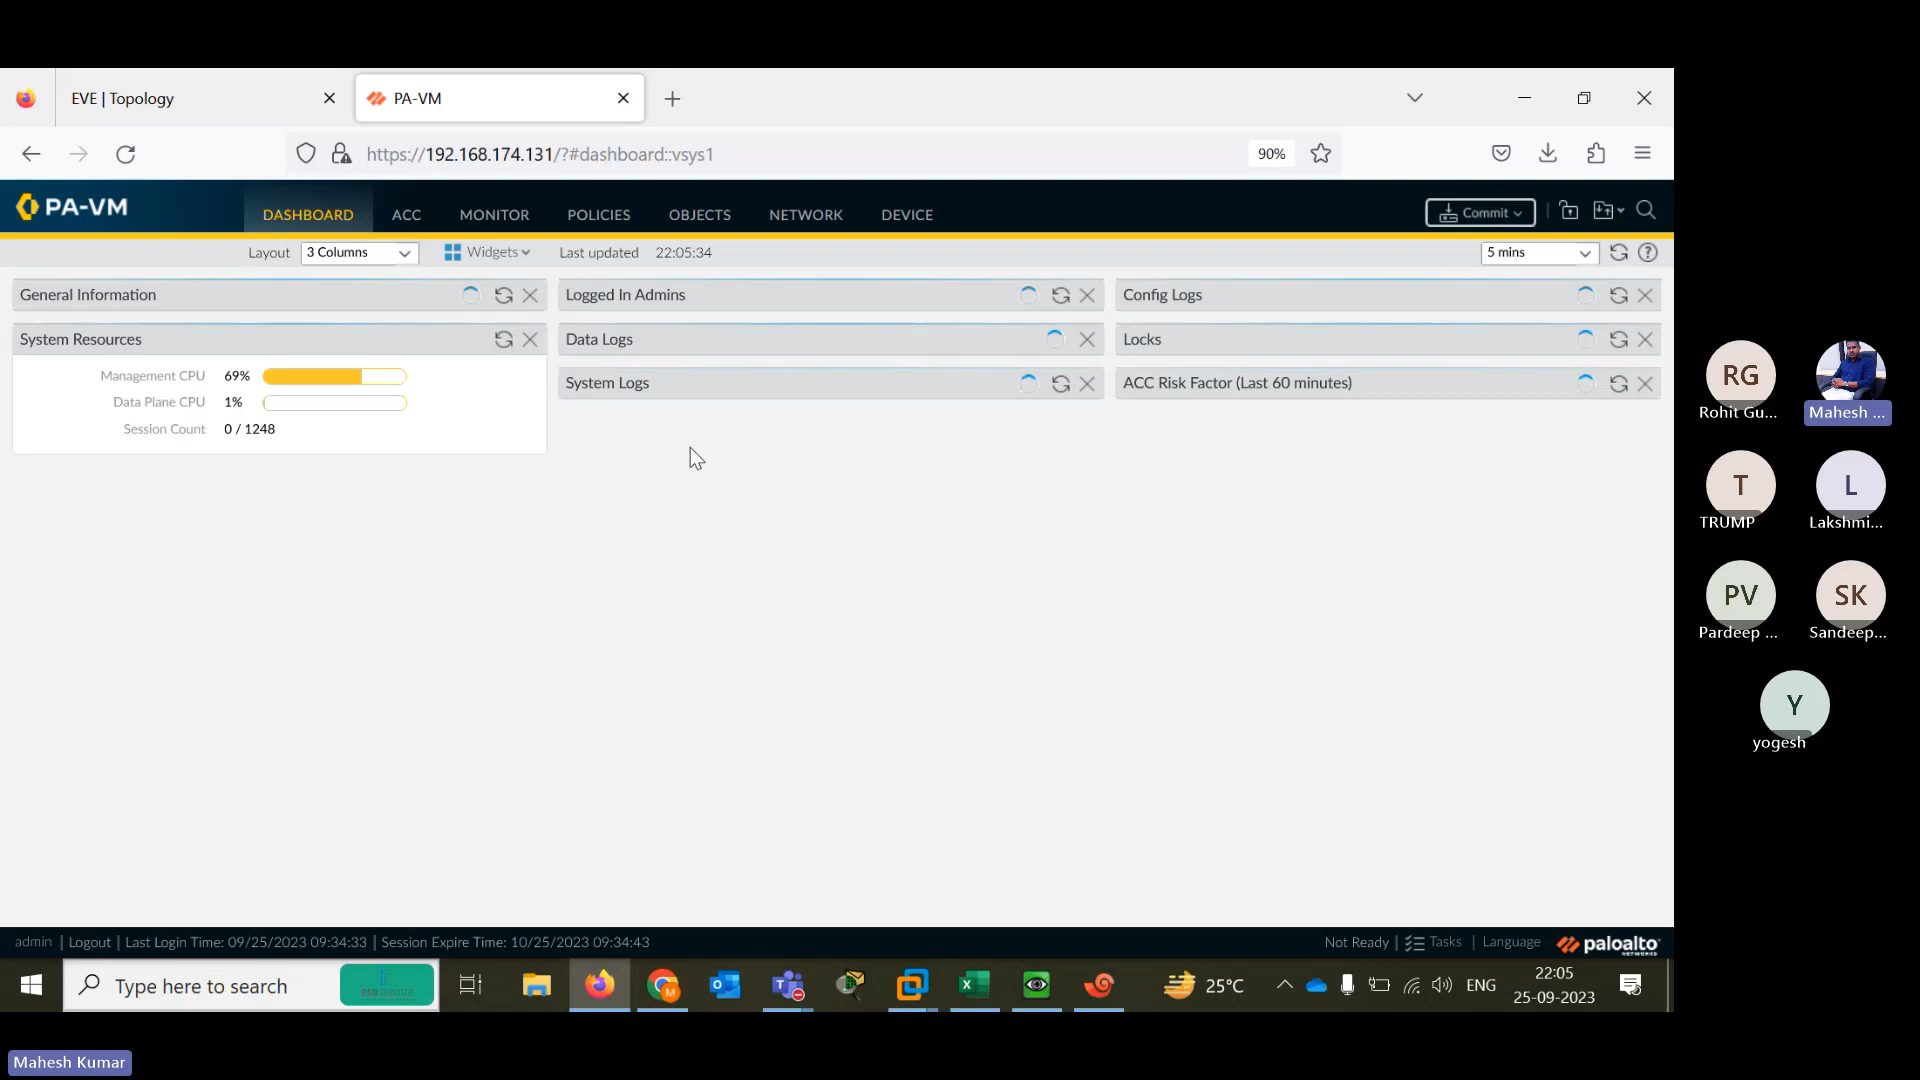 EVE | Topology
PA-VM
https://192.168.174.131/?#dashboard::vsys1
90%
PA-VM
DASHBOARD
ACC
MONITOR
POLICIES
OBJECTS
NETWORK
DEVICE
Commit
Layout
3 Columns
Widgets
Last updated 22:05:34
5 mins
General Information
Logged In Admins
Config Logs
System Resources
Data Logs
Locks
System Logs
ACC Risk Factor (Last 60 minutes)
Management CPU 69%
Data Plane CPU 1%
Session Count 0 / 1248
RG
Rohit Gu...
Mahesh ...
T
TRUMP
L
Lakshmi...
PV
Pardeep ...
SK
Sandeep...
Y
yogesh
admin | Logout | Last Login Time: 09/25/2023 09:34:33 | Session Expire Time: 10/25/2023 09:34:43
Not Ready | Tasks | Language
paloalto
NETWORKS
Type here to search
25°C
ENG
22:05
25-09-2023
Mahesh Kumar